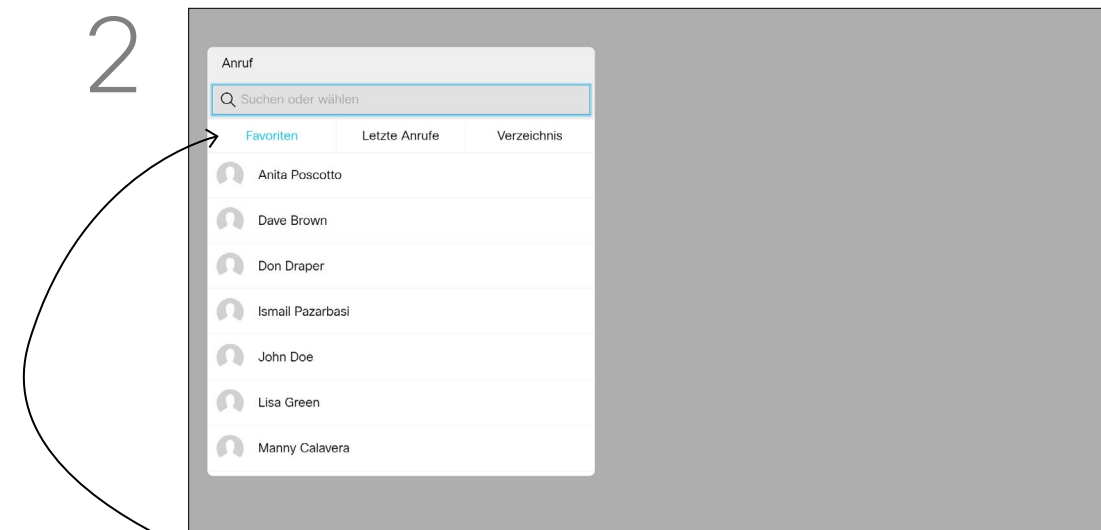 2
Anruf
Suchen oder wählen
Favoriten Letzte Anrufe Verzeichnis
Anita Poscotto
Dave Brown
Don Draper
Ismail Pazarbasi
John Doe
Lisa Green
Manny Calavera